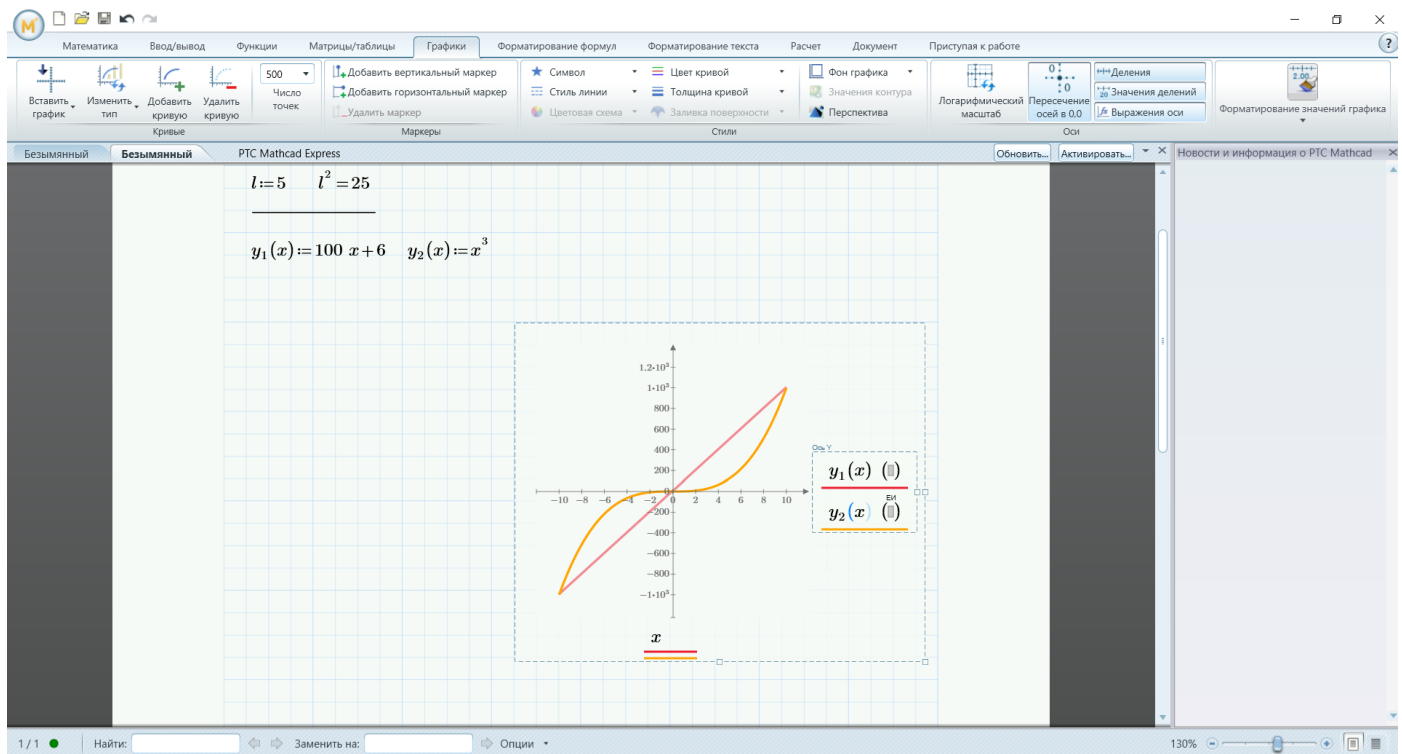 Математика Ввод/вывод Функции Матрицы/таблицы Графики Форматирование формул Форматирование текста Расчет Документ Приступая к работе
Вставить график
Изменить тип
Добавить кривую
Удалить кривую
500
Число точек
Кривые
Добавить вертикальный маркер
Добавить горизонтальный маркер
Удалить маркер
Маркеры
Символ
Стиль линии
Цветовая схема
Цвет кривой
Толщина кривой
Заливка поверхности
Фон графика
Значения контура
Перспектива
Стили
Логарифмический масштаб
Пересечение осей в 0,0
Деления
Значения делений
Выражения оси
Оси
Форматирование значений графика
Безымянный Безымянный PTC Mathcad Express Обновить... Активировать... Новости и информация о PTC Mathcad
l:=5 l²=25
y₁(x):=100 x+6 y₂(x):=x³
1.2•10³
1•10³
800
600
400
200
0
-10 -8 -6 -4 -2 0 2 4 6 8 10
-200
-400
-600
-800
-1•10³
Ось Y
y₁(x) ()
ЕИ
y₂(x) ()
x
1 / 1 Найти: Заменить на: Опции 130%